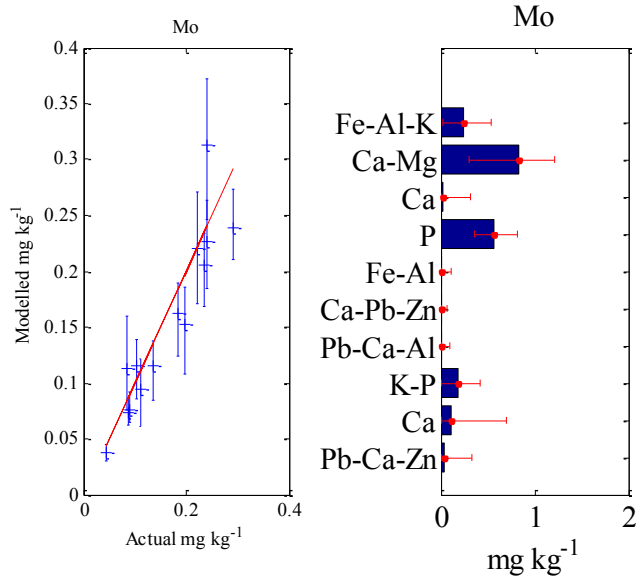 Mo
0.4
0.35
0.3
0.25
0.2
0.15
0.1
0.05
0
0
0.2
0.4
Modelled mg kg⁻¹
Actual mg kg⁻¹
Mo
Fe-Al-K
Ca-Mg
Ca
P
Fe-Al
Ca-Pb-Zn
Pb-Ca-Al
K-P
Ca
Pb-Ca-Zn
0
1
2
mg kg⁻¹